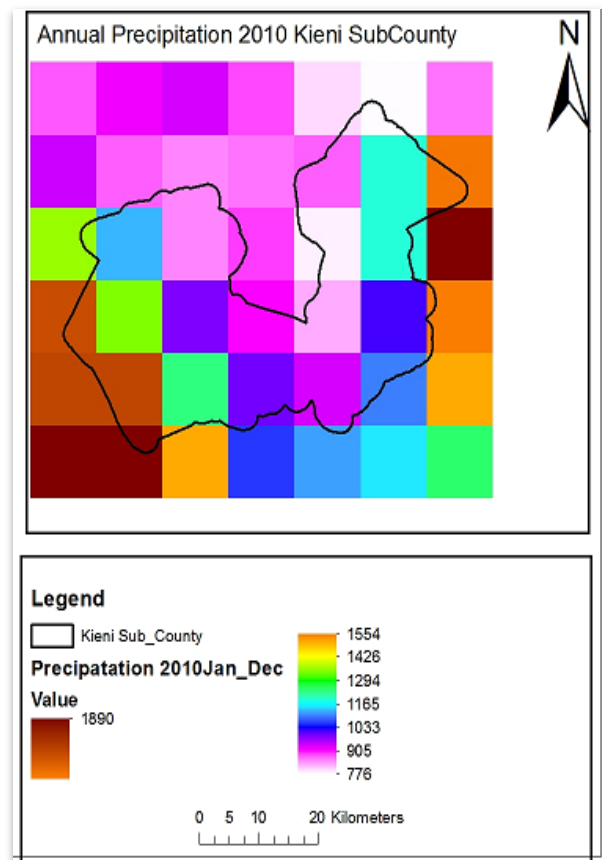 Annual Precipitation 2010 Kieni SubCounty
N
Legend
Kieni Sub_County
Precipatation 2010Jan_Dec
Value
1890
1554
1426
1294
1165
1033
905
776
0 5 10 20 Kilometers